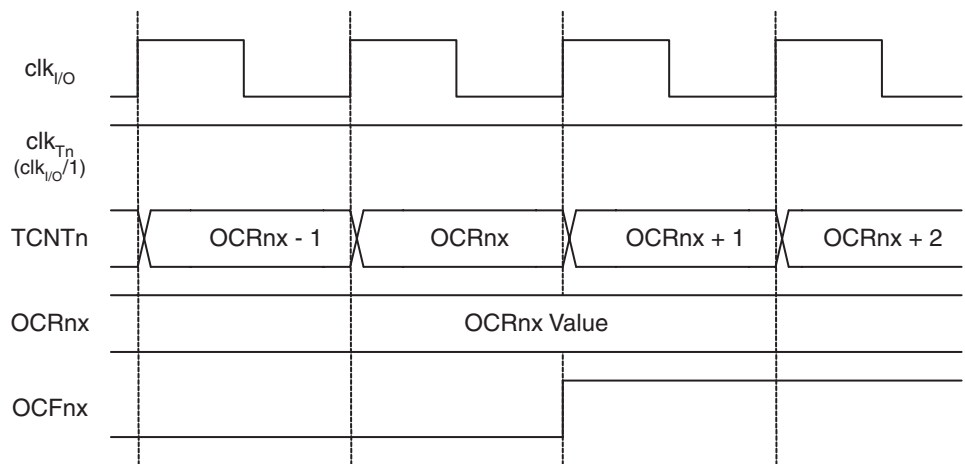 clkI/O
clkTn
(clkI/O/1)
TCNTn OCRnx - 1 OCRnx OCRnx + 1 OCRnx + 2
OCRnx OCRnx Value
OCFnx